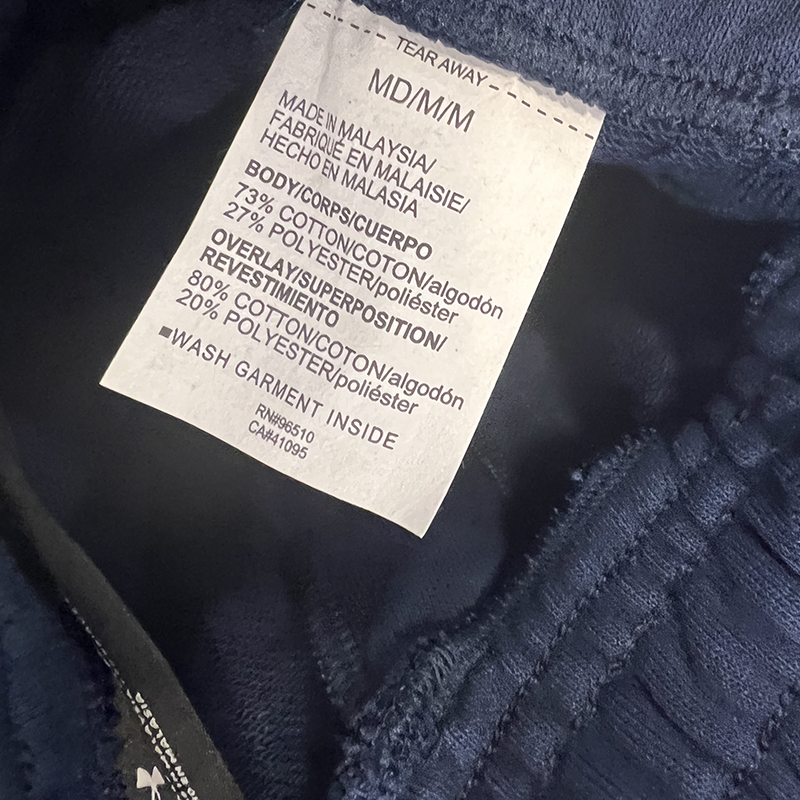 TEAR AWAY
MD/M/M
MADE IN MALAYSIA/
FABRIQUÉ EN MALAISIE/
HECHO EN MALASIA
BODY/CORPS/CUERPO
73% COTTON/COTON/algodón
27% POLYESTER/poliéster
OVERLAY/SUPERPOSITION/
REVESTIMIENTO
80% COTTON/COTON/algodón
20% POLYESTER/poliéster
■WASH GARMENT INSIDE
RN#96510
CA#41095